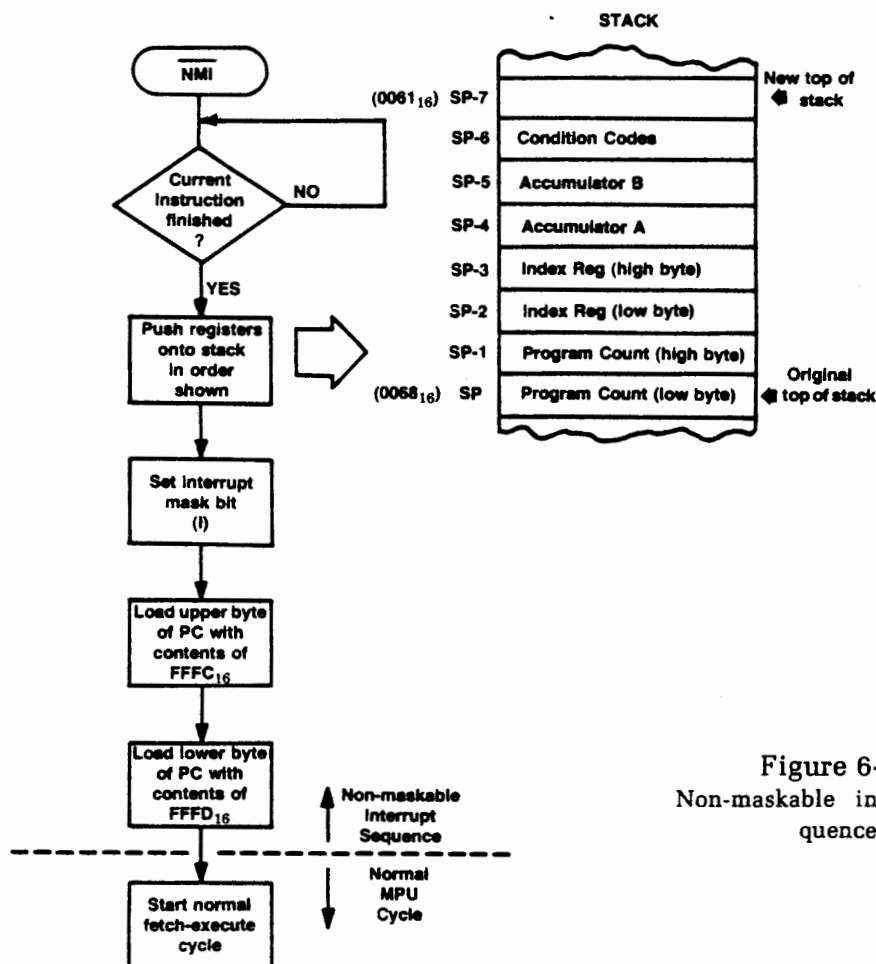 STACK
NMI
Current
Instruction
finished
?
NO
YES
Push registers
onto stack
in order
shown
Set interrupt
mask bit
(I)
Load upper byte
of PC with
contents of
FFFC₁₆
Load lower byte
of PC with
contents of
FFFD₁₆
Non-maskable
Interrupt
Sequence
Normal
MPU
Cycle
Start normal
fetch-execute
cycle
(0061₁₆) SP-7
New top of
stack
SP-6 Condition Codes
SP-5 Accumulator B
SP-4 Accumulator A
SP-3 Index Reg (high byte)
SP-2 Index Reg (low byte)
SP-1 Program Count (high byte)
(0068₁₆) SP Program Count (low byte)
Original
top of stack
Figure 6-
Non-maskable in
quence